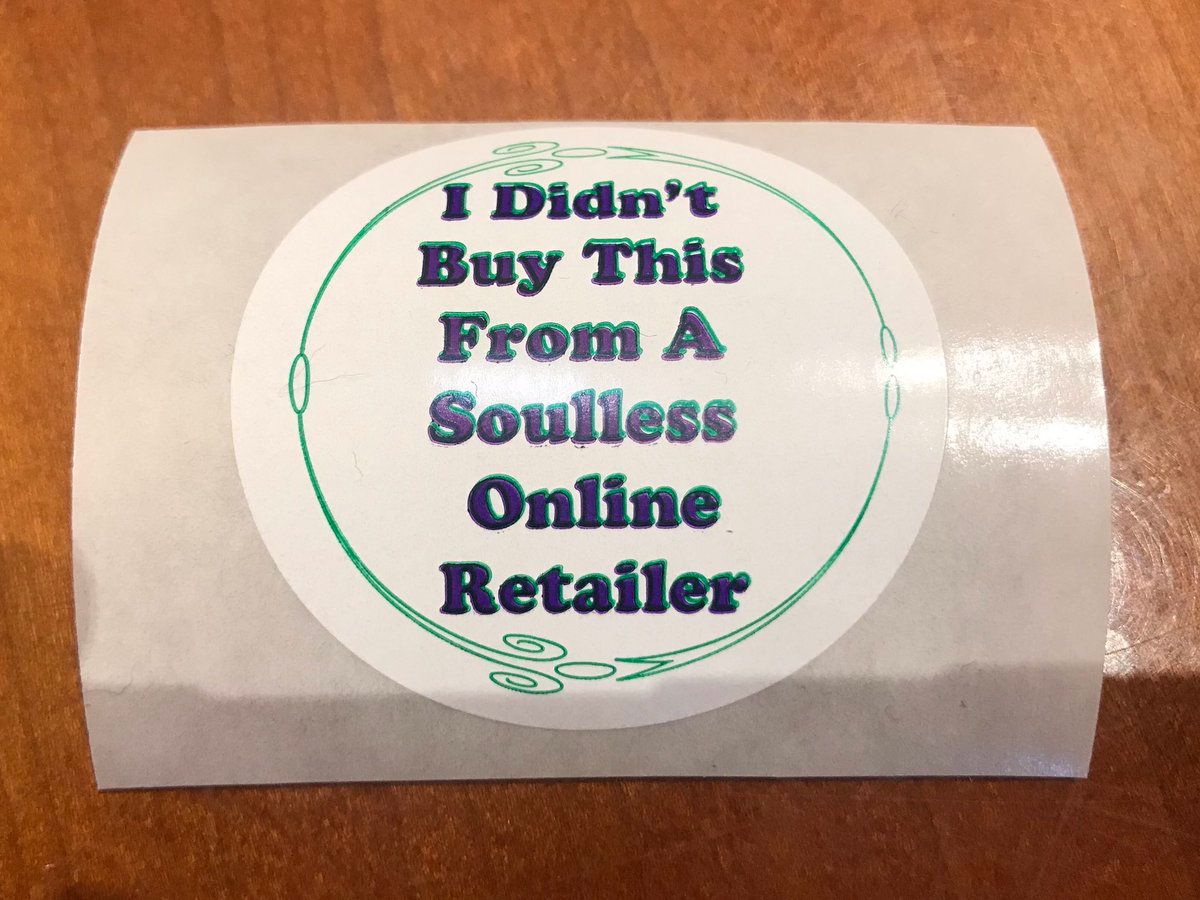 I Didn't
Buy This
From A
Soulless
Online
Retailer